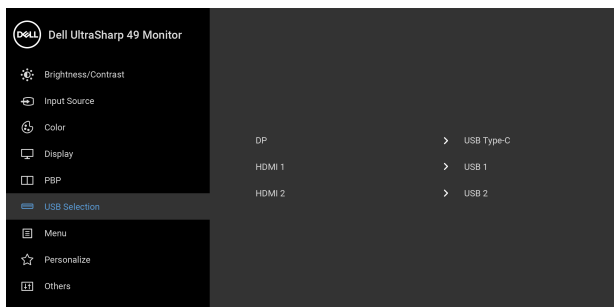 DELL Dell UltraSharp 49 Monitor
Brightness/Contrast
Input Source
Color
Display
PBP
USB Selection
Menu
Personalize
Others
DP > USB Type-C
HDMI 1 > USB 1
HDMI 2 > USB 2